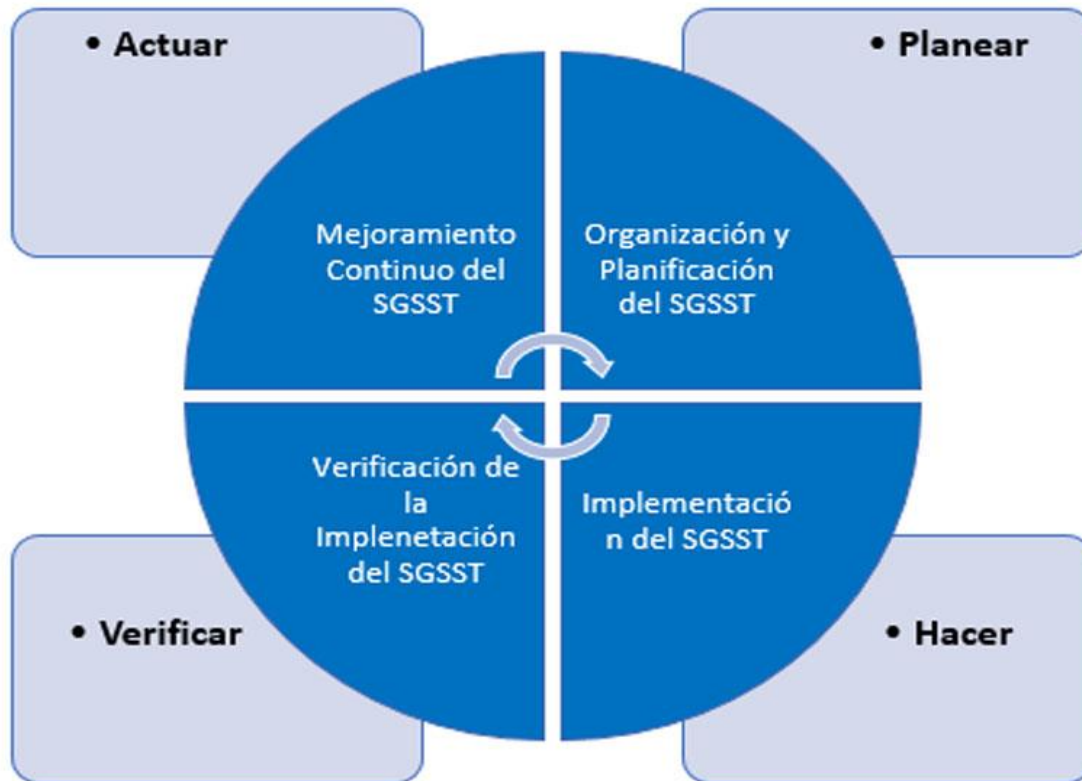 • Actuar
• Planear
Mejoramiento
Continuo del
SGSST
Organización y
Planificación
del SGSST
Verificación de
la
Implenetación
del SGSST
Implementació
n del SGSST
• Verificar
• Hacer